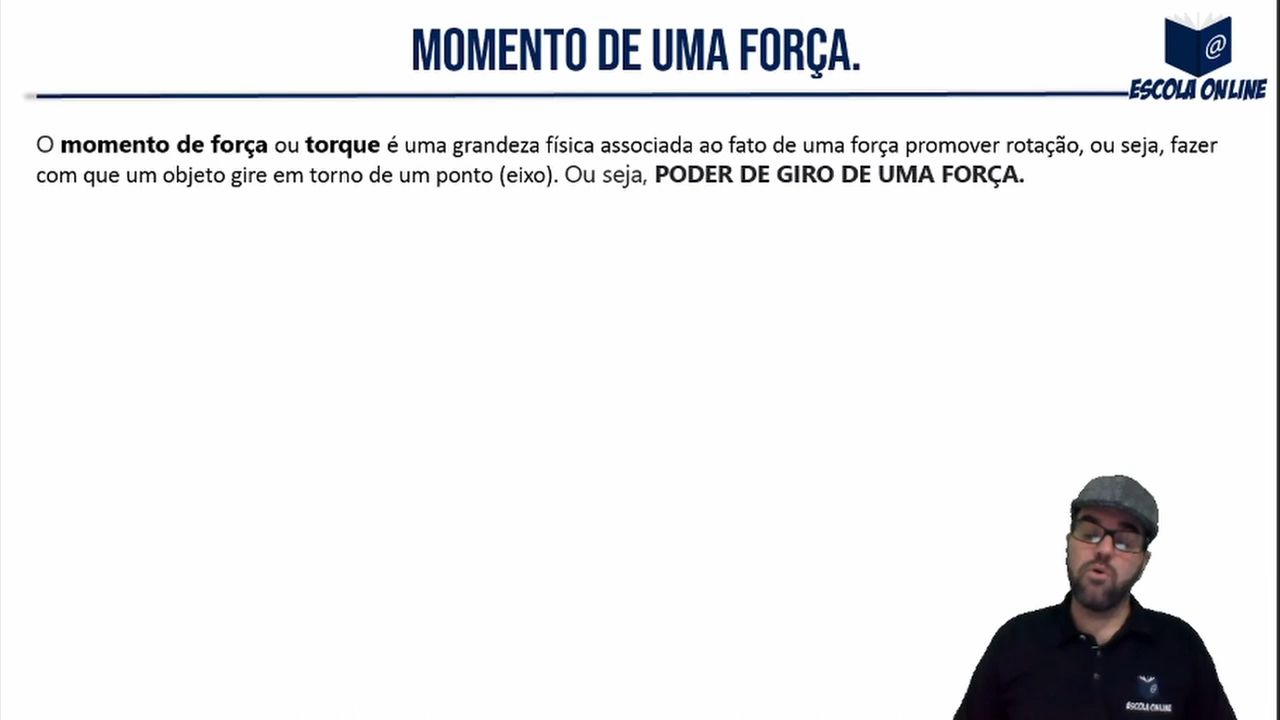 MOMENTO DE UMA FORÇA.
@
ESCOLA ONLINE
O momento de força ou torque é uma grandeza física associada ao fato de uma força promover rotação, ou seja, fazer
com que um objeto gire em torno de um ponto (eixo). Ou seja, PODER DE GIRO DE UMA FORÇA.
@
ESCOLA ONLINE